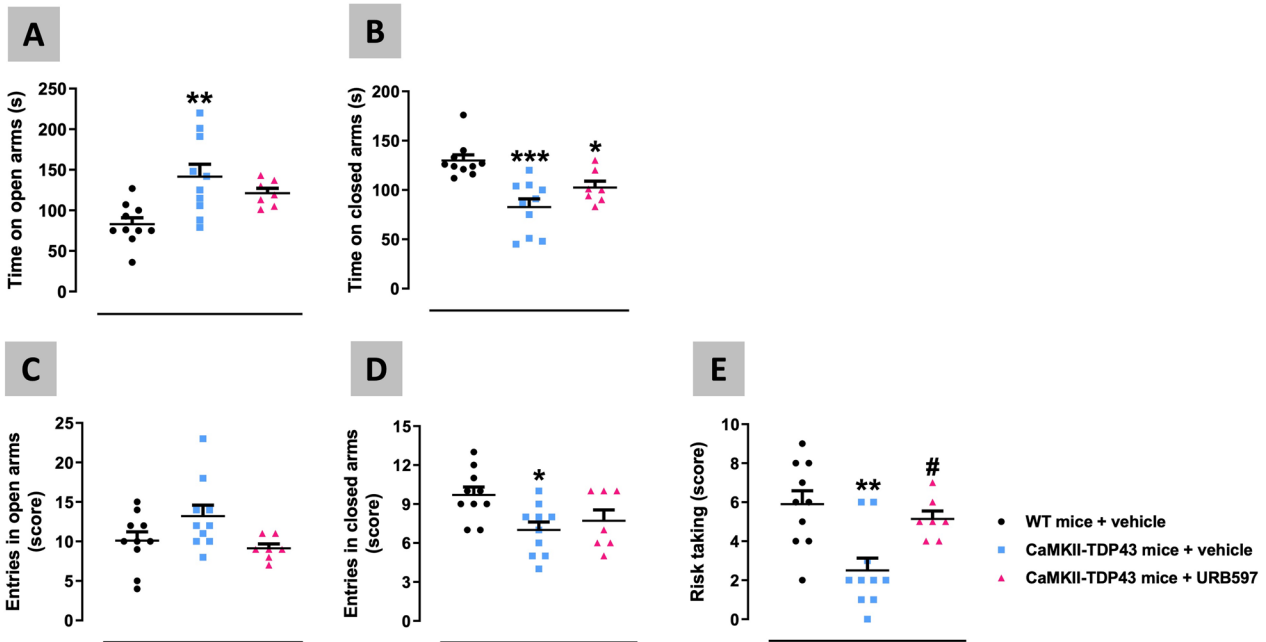 A
Time on open arms (s)
250
200
150
100
50
0
**
B
Time on closed arms (s)
200
150
100
50
0
***
*
C
Entries in open arms
(score)
25
20
15
10
5
0
D
Entries in closed arms
(score)
15
12
9
6
3
0
*
E
Risk taking (score)
10
8
6
4
2
0
**
#
WT mice + vehicle
CaMKII-TDP43 mice + vehicle
CaMKII-TDP43 mice + URB597